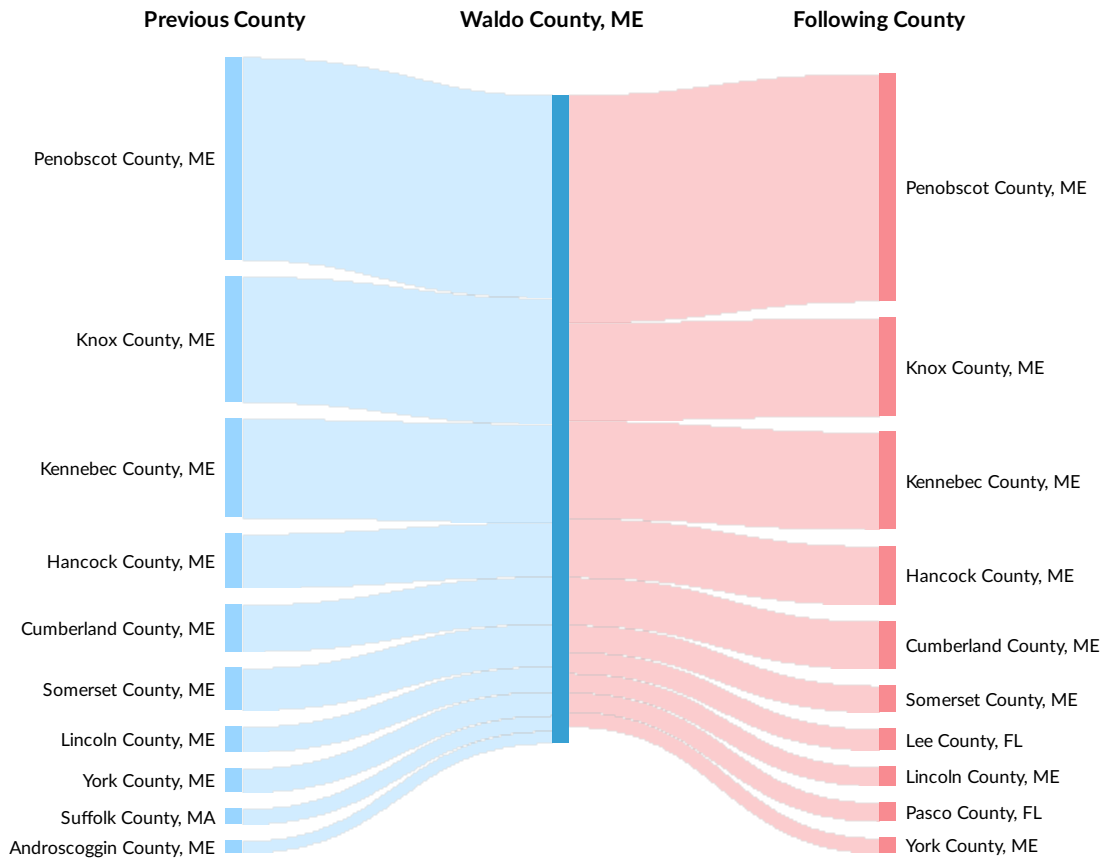 Previous County
Waldo County, ME
Following County
Penobscot County, ME
Knox County, ME
Kennebec County, ME
Hancock County, ME
Cumberland County, ME
Somerset County, ME
Lincoln County, ME
York County, ME
Suffolk County, MA
Androscoggin County, ME
Penobscot County, ME
Knox County, ME
Kennebec County, ME
Hancock County, ME
Cumberland County, ME
Somerset County, ME
Lee County, FL
Lincoln County, ME
Pasco County, FL
York County, ME